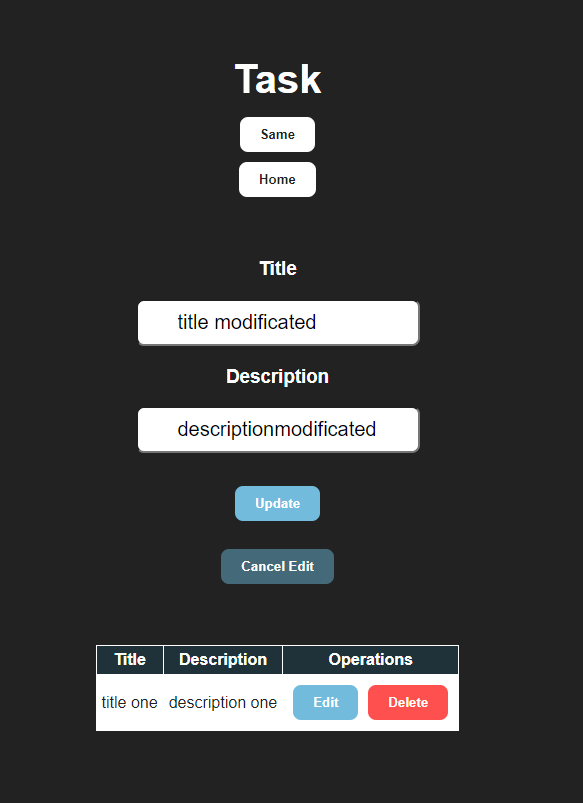 Task
Same
Home
Title
title modificated
Description
descriptionmodificated
Update
Cancel Edit
Title Description Operations
title one description one Edit Delete